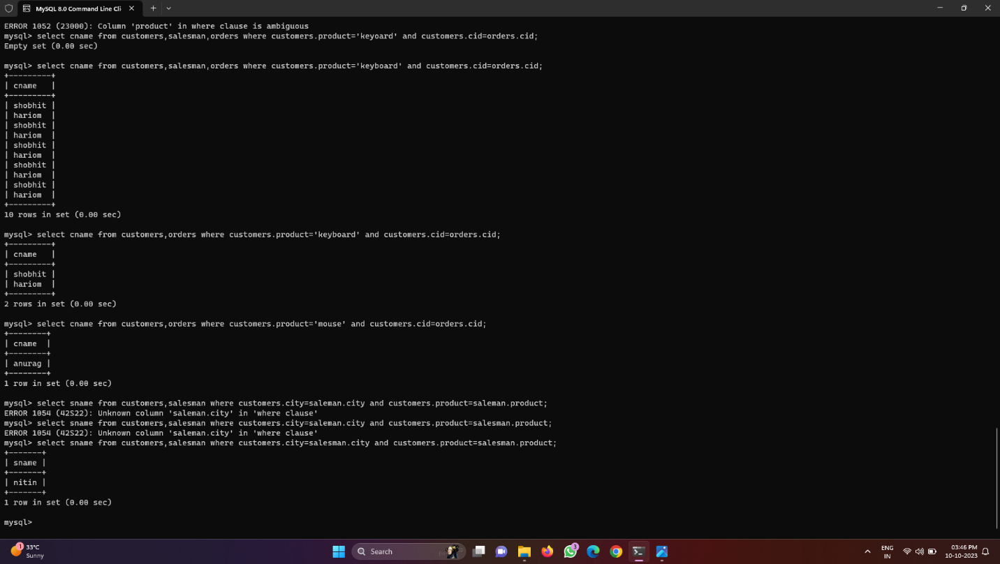 MySQL 8.0 Command Line Cli
ERROR 1052 (23000): Column 'product' in where clause is ambiguous
mysql> select cname from customers,salesman,orders where customers.product='keyoard' and customers.cid=orders.cid;
Empty set (0.00 sec)
mysql> select cname from customers,salesman,orders where customers.product='keyboard' and customers.cid=orders.cid;
+---------+
| cname   |
+---------+
| shobhit |
| hariom  |
| shobhit |
| hariom  |
| shobhit |
| hariom  |
| shobhit |
| hariom  |
| shobhit |
| hariom  |
+---------+
10 rows in set (0.00 sec)
mysql> select cname from customers,orders where customers.product='keyboard' and customers.cid=orders.cid;
+---------+
| cname   |
+---------+
| shobhit |
| hariom  |
+---------+
2 rows in set (0.00 sec)
mysql> select cname from customers,orders where customers.product='mouse' and customers.cid=orders.cid;
+--------+
| cname  |
+--------+
| anurag |
+--------+
1 row in set (0.00 sec)
mysql> select sname from customers,salesman where customers.city=saleman.city and customers.product=saleman.product;
ERROR 1054 (42S22): Unknown column 'saleman.city' in 'where clause'
mysql> select sname from customers,salesman where customers.city=saleman.city and customers.product=salesman.product;
ERROR 1054 (42S22): Unknown column 'saleman.city' in 'where clause'
mysql> select sname from customers,salesman where customers.city=salesman.city and customers.product=salesman.product;
+-------+
| sname |
+-------+
| nitin |
+-------+
1 row in set (0.00 sec)
mysql>
1
33°C
Sunny
Search
3
ENG
IN
03:46 PM
10-10-2023